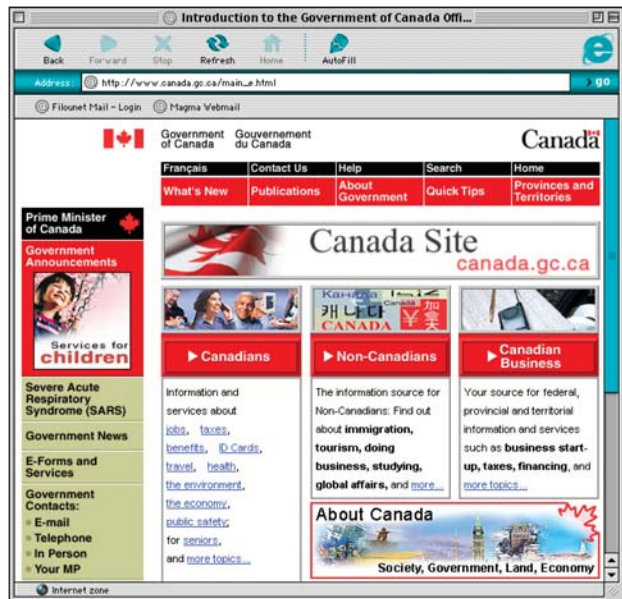 Introduction to the Government of Canada Offi...
Back Forward Stop Refresh Home AutoFill
Address: http://www.canada.gc.ca/main_e.html go
Filounet Mail - Login Magma Webmail
Government of Canada
Gouvernement du Canada
Canada
Français Contact Us Help Search Home
What's New Publications About Government Quick Tips Provinces and Territories
Prime Minister
of Canada
Government
Announcements
Services for
children
Severe Acute
Respiratory
Syndrome (SARS)
Government News
E-Forms and
Services
Government
Contacts:
E-mail
Telephone
In Person
Your MP
Canada Site
canada.gc.ca
Canadians
Information and
services about
jobs, taxes,
benefits, ID Cards,
travel, health,
the environment,
the economy,
public safety;
for seniors,
and more topics...
캐 나 다
Canada
加拿大
¥
CANADA
Non-Canadians
The information source for
Non-Canadians: Find out
about immigration,
tourism, doing
business, studying,
global affairs, and more...
Canadian
Business
Your source for federal,
provincial and territorial
information and services
such as business start-
up, taxes, financing, and
more topics...
About Canada
Society, Government, Land, Economy
Internet zone